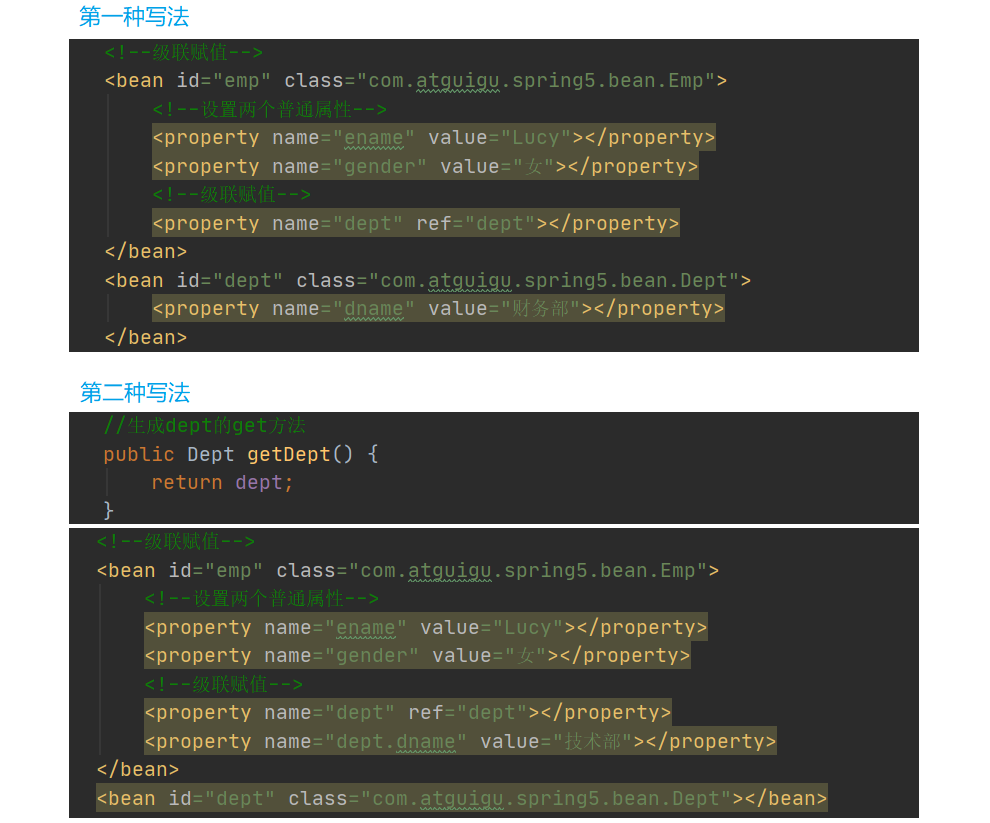 第一种写法
<!--级联赋值-->
<bean id="emp" class="com.atguigu.spring5.bean.Emp">
<!--设置两个普通属性-->
<property name="ename" value="Lucy"></property>
<property name="gender" value="女"></property>
<!--级联赋值-->
<property name="dept" ref="dept"></property>
</bean>
<bean id="dept" class="com.atguigu.spring5.bean.Dept">
<property name="dname" value="财务部"></property>
</bean>
第二种写法
//生成dept的get方法
public Dept getDept() {
return dept;
}
<!--级联赋值-->
<bean id="emp" class="com.atguigu.spring5.bean.Emp">
<!--设置两个普通属性-->
<property name="ename" value="Lucy"></property>
<property name="gender" value="女"></property>
<!--级联赋值-->
<property name="dept" ref="dept"></property>
<property name="dept.dname" value="技术部"></property>
</bean>
<bean id="dept" class="com.atguigu.spring5.bean.Dept"></bean>